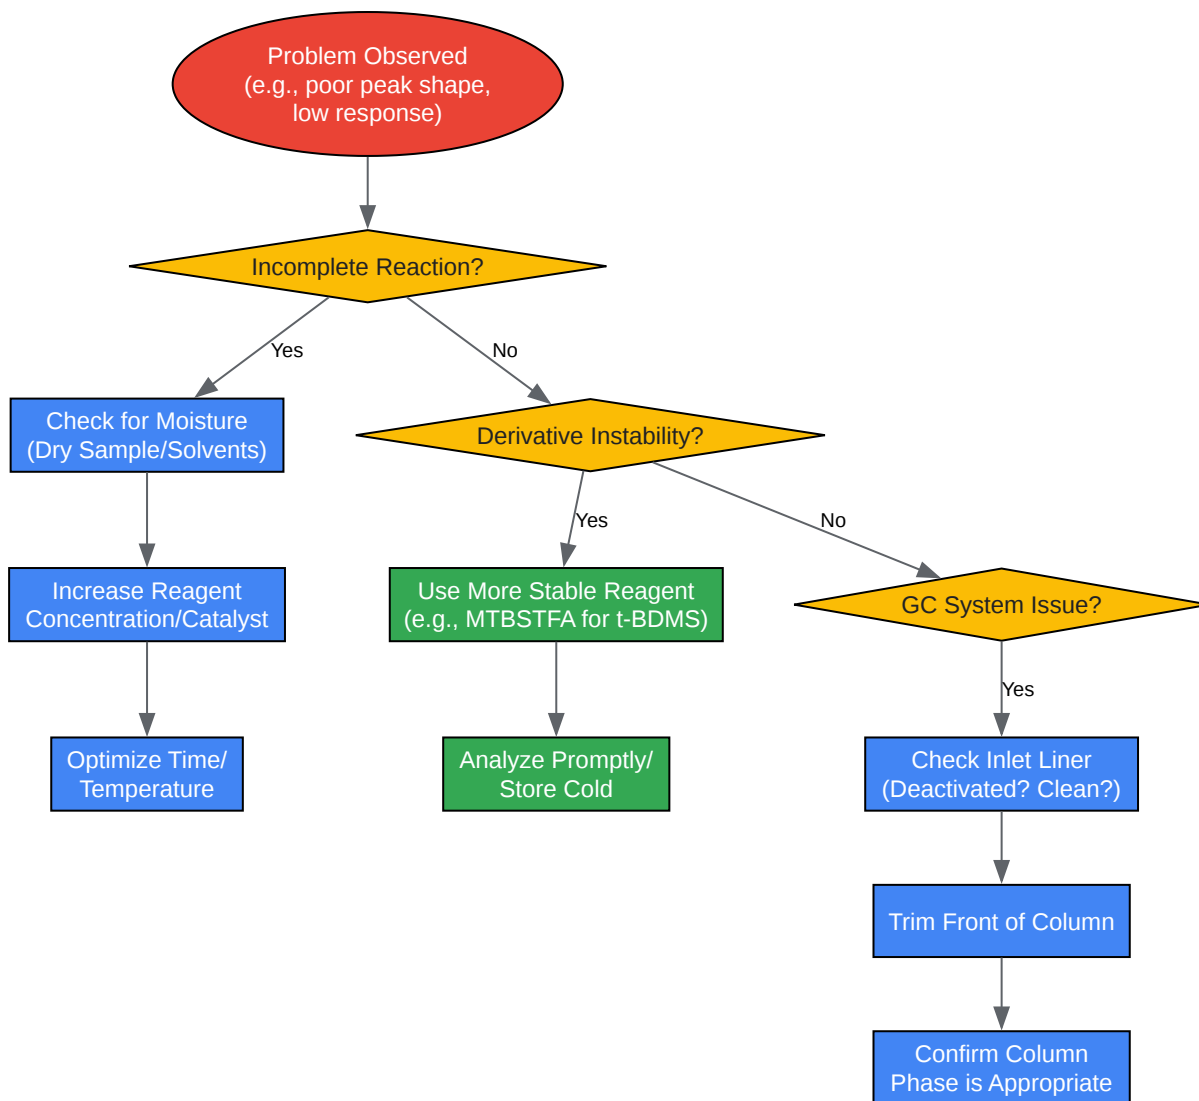 Problem Observed
(e.g., poor peak shape,
low response)
Incomplete Reaction?
Yes
No
Check for Moisture
(Dry Sample/Solvents)
Derivative Instability?
Yes
No
Increase Reagent
Concentration/Catalyst
Use More Stable Reagent
(e.g., MTBSTFA for t-BDMS)
GC System Issue?
Yes
Optimize Time/
Temperature
Analyze Promptly/
Store Cold
Check Inlet Liner
(Deactivated? Clean?)
Trim Front of Column
Confirm Column
Phase is Appropriate